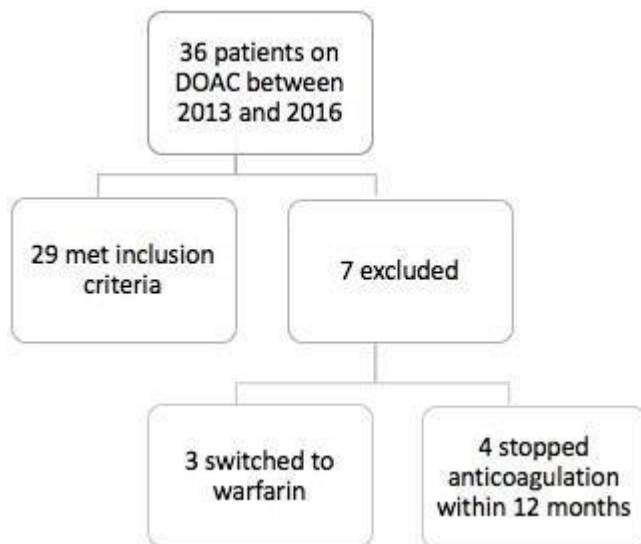 36 patients on
DOAC between
2013 and 2016
29 met inclusion
criteria
7 excluded
3 switched to
warfarin
4 stopped
anticoagulation
within 12 months